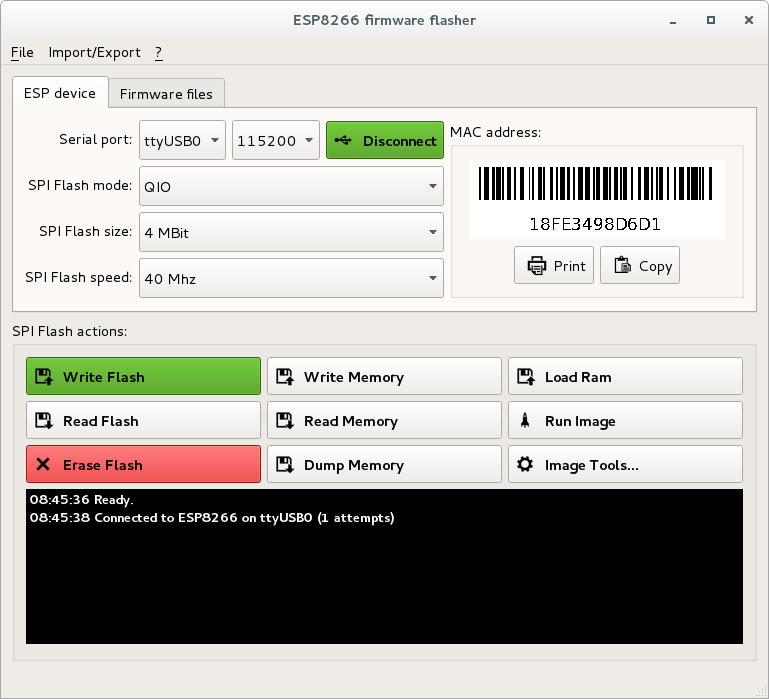 ESP8266 firmware flasher
File Import/Export ?
ESP device Firmware files
Serial port: ttyUSB0 115200 Disconnect
MAC address:
SPI Flash mode: QIO
18FE3498D6D1
SPI Flash size: 4 MBit
Print Copy
SPI Flash speed: 40 Mhz
SPI Flash actions:
Write Flash Write Memory Load Ram
Read Flash Read Memory Run Image
Erase Flash Dump Memory Image Tools...
08:45:36 Ready.
08:45:38 Connected to ESP8266 on ttyUSB0 (1 attempts)